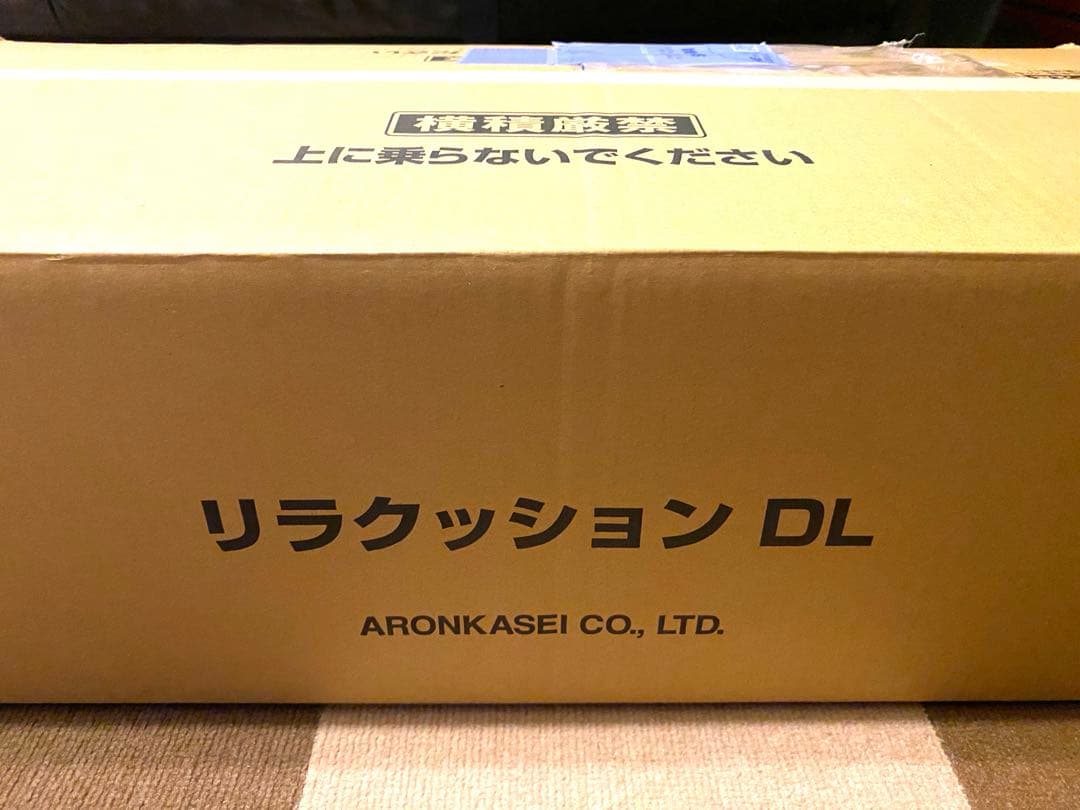 横積厳禁
上に乗らないでください
リラクッション DL
ARONKASEI CO., LTD.